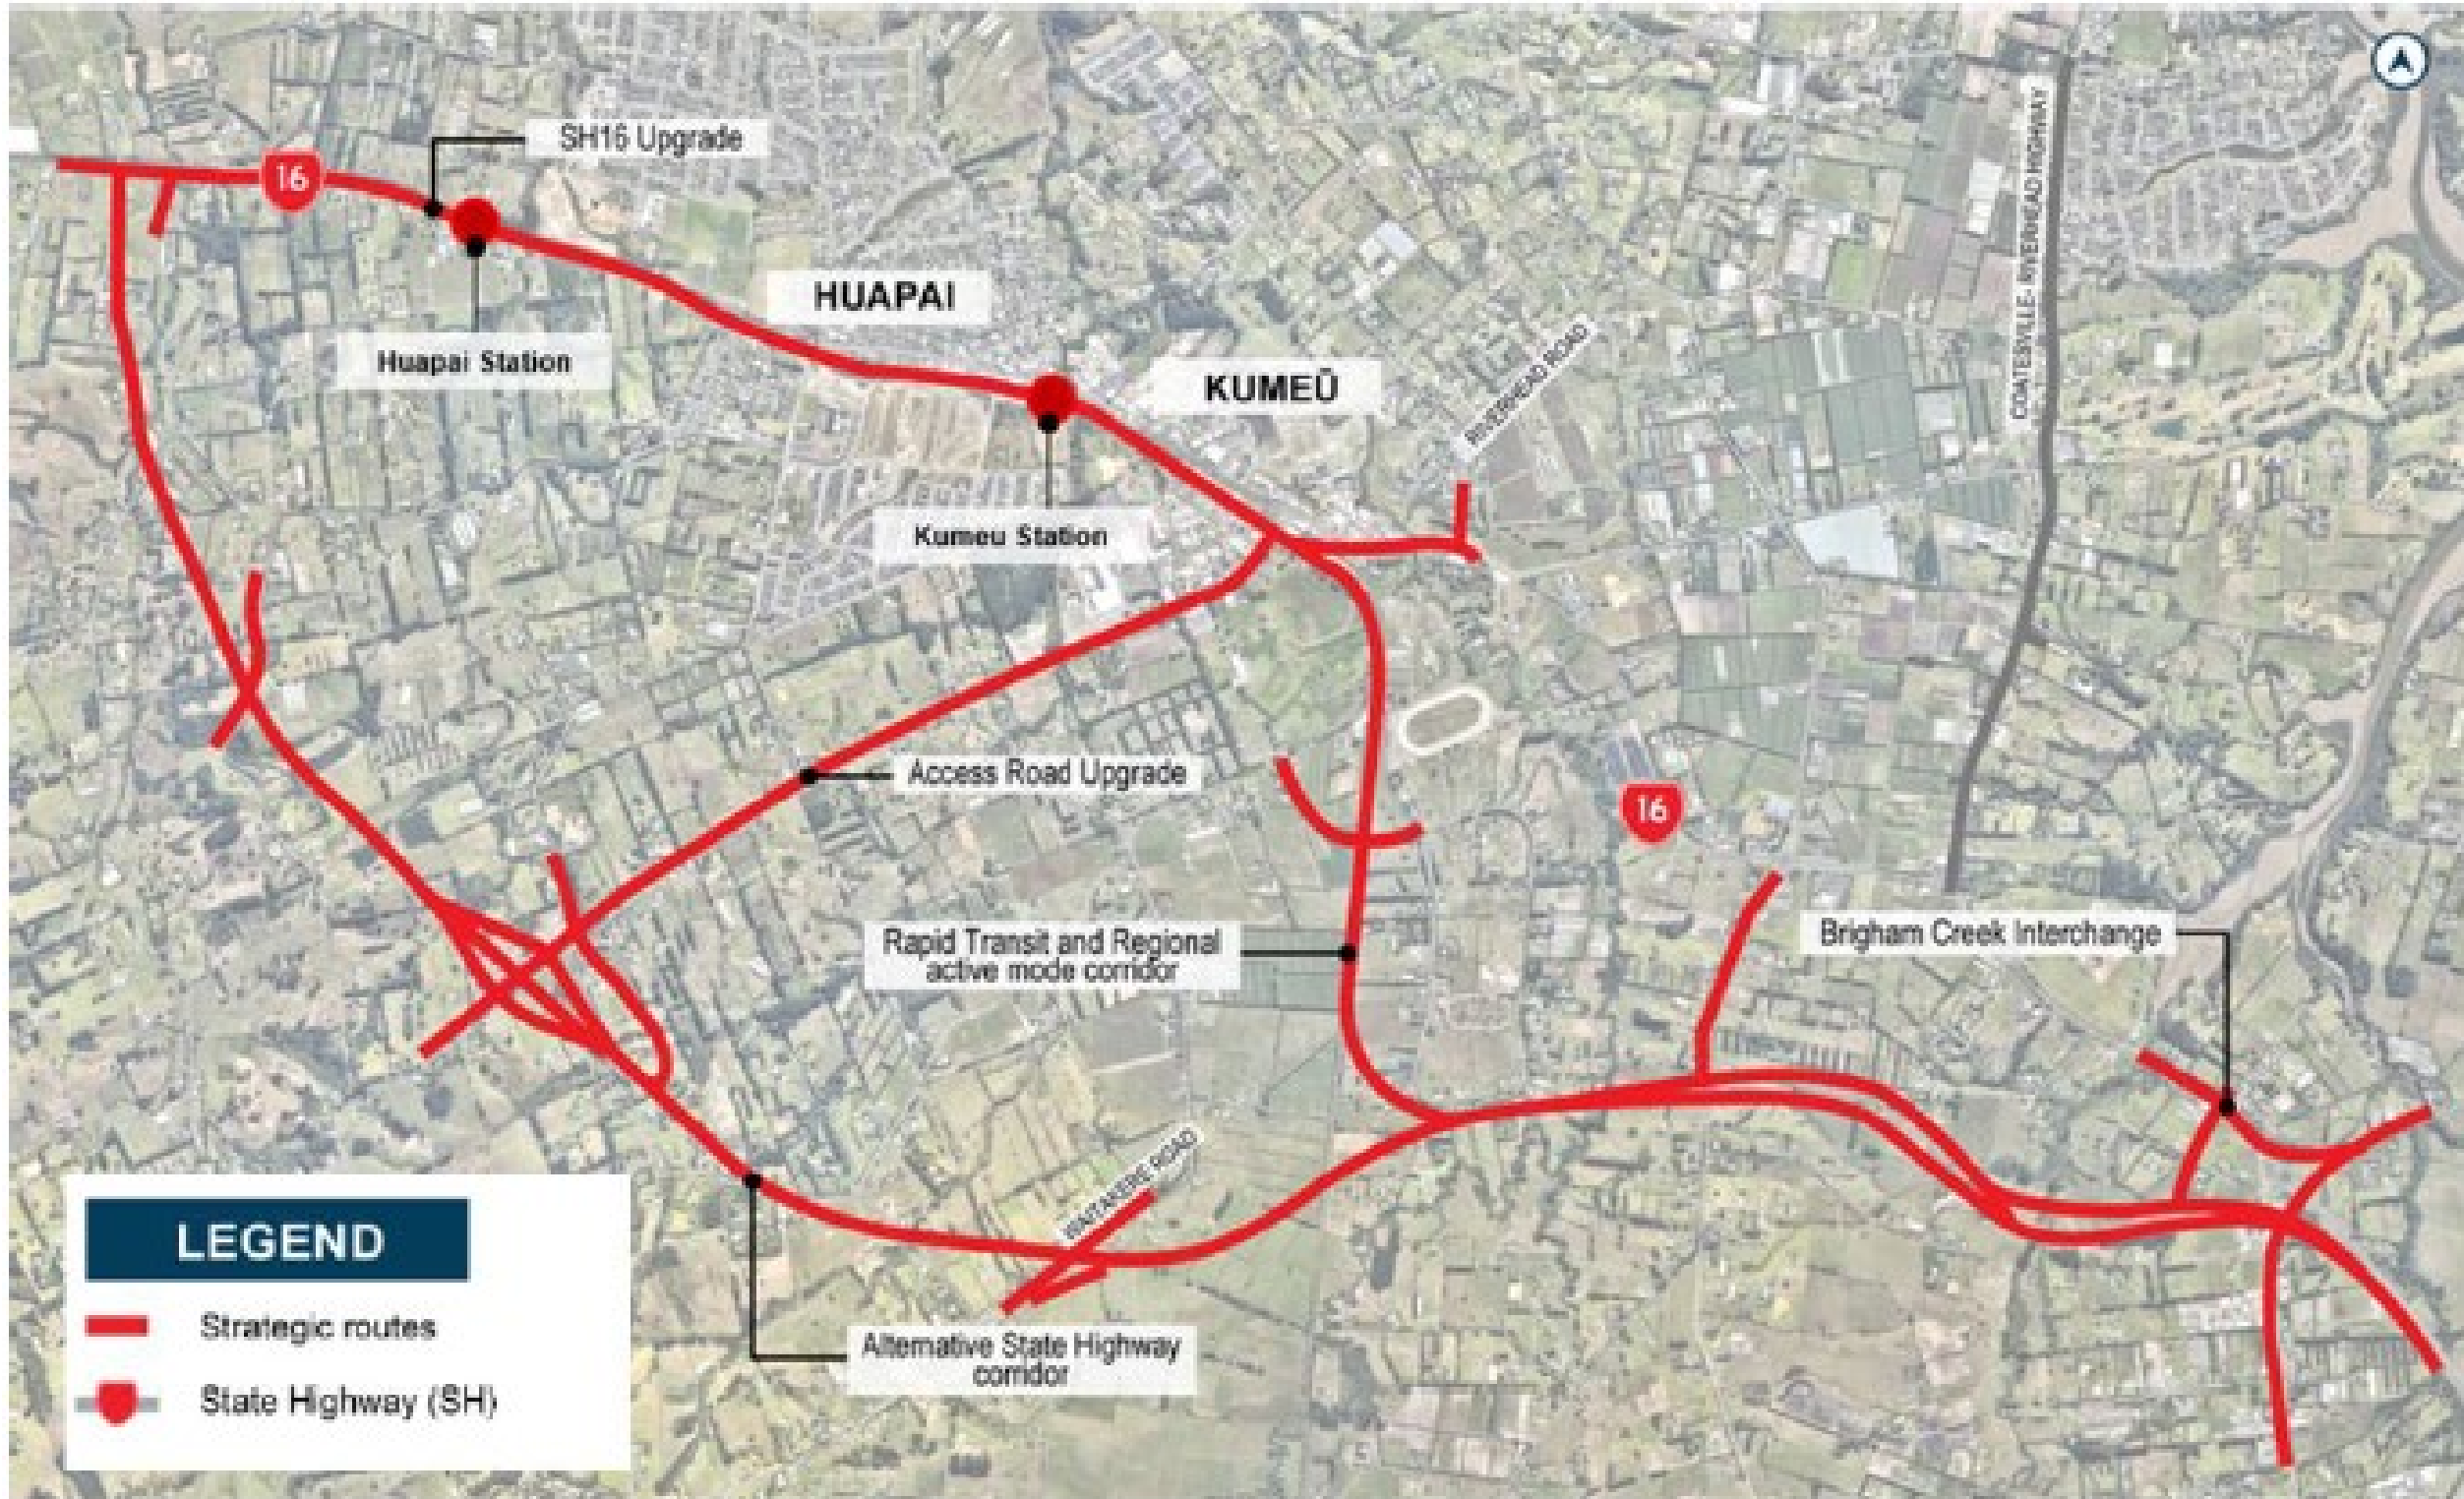 SH16 Upgrade
16
HUAPAI
Huapai Station
KUMEŪ
RIVERHEAD ROAD
COATESVILLE- RIVERHEAD HIGHWAY
Kumeu Station
Access Road Upgrade
16
Rapid Transit and Regional
active mode corridor
Brigham Creek Interchange
WAITAKERE ROAD
Alternative State Highway
corridor
LEGEND
Strategic routes
State Highway (SH)